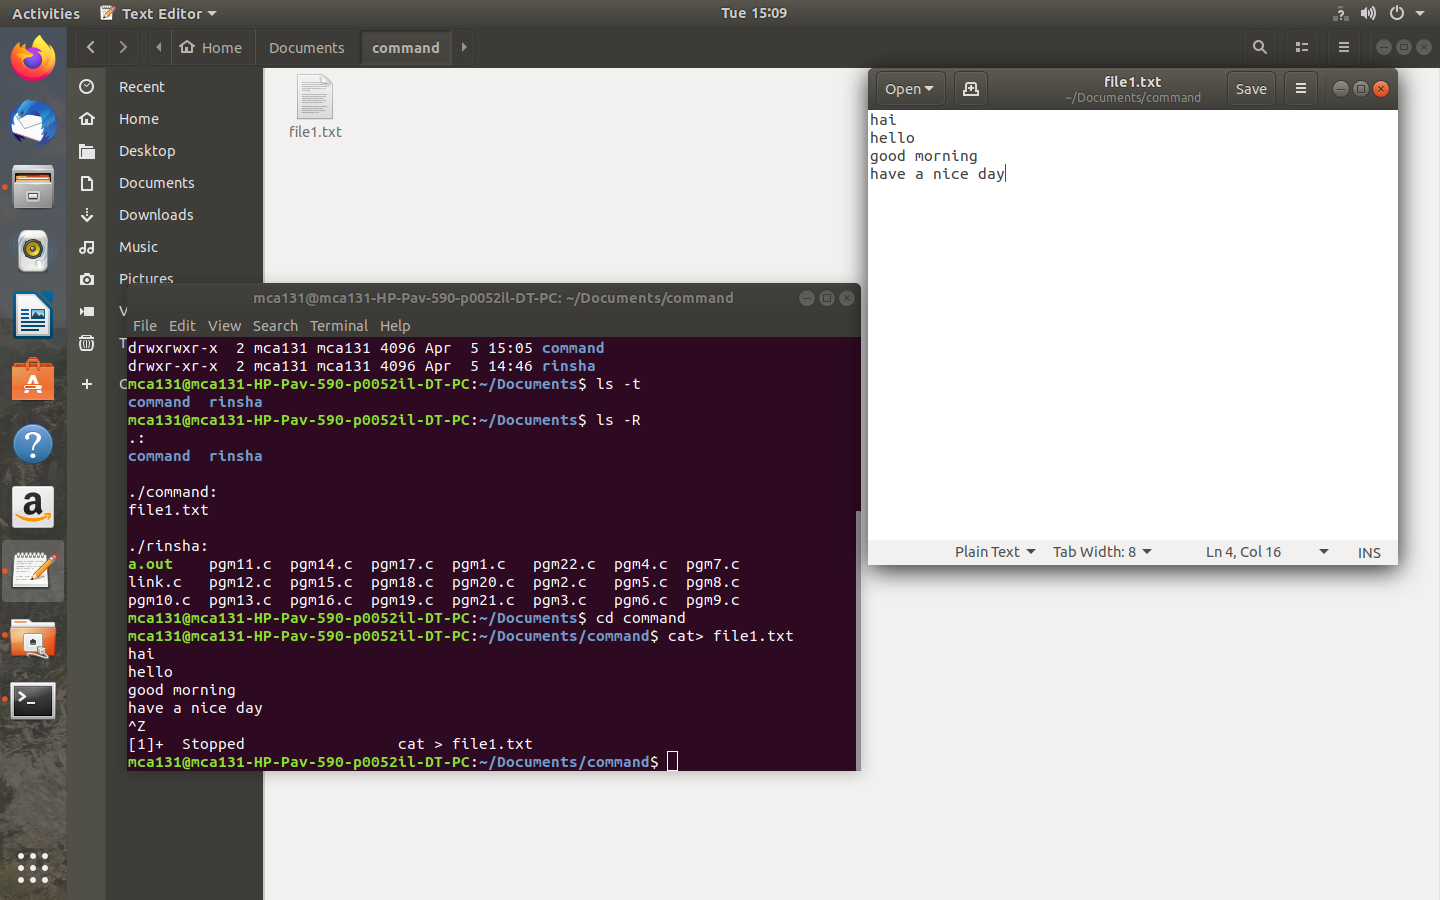 Activities Text Editor Tue 15:09
Home Documents command
Recent
Home
Desktop
Documents
Downloads
Music
Pictures
V
T
C
file1.txt
Open file1.txt Save
~/Documents/command
hai
hello
good morning
have a nice day
Plain Text Tab Width: 8 Ln 4, Col 16 INS
mca131@mca131-HP-Pav-590-p0052il-DT-PC: ~/Documents/command
File Edit View Search Terminal Help
drwxrwxr-x  2 mca131 mca131 4096 Apr  5 15:05 command
drwxr-xr-x  2 mca131 mca131 4096 Apr  5 14:46 rinsha
mca131@mca131-HP-Pav-590-p0052il-DT-PC:~/Documents$ ls -t
command  rinsha
mca131@mca131-HP-Pav-590-p0052il-DT-PC:~/Documents$ ls -R
.:
command  rinsha
./command:
file1.txt
./rinsha:
a.out    pgm11.c  pgm14.c  pgm17.c  pgm1.c   pgm22.c  pgm4.c  pgm7.c
link.c   pgm12.c  pgm15.c  pgm18.c  pgm20.c  pgm2.c   pgm5.c  pgm8.c
pgm10.c  pgm13.c  pgm16.c  pgm19.c  pgm21.c  pgm3.c   pgm6.c  pgm9.c
mca131@mca131-HP-Pav-590-p0052il-DT-PC:~/Documents$ cd command
mca131@mca131-HP-Pav-590-p0052il-DT-PC:~/Documents/command$ cat> file1.txt
hai
hello
good morning
have a nice day
^Z
[1]+  Stopped                 cat > file1.txt
mca131@mca131-HP-Pav-590-p0052il-DT-PC:~/Documents/command$